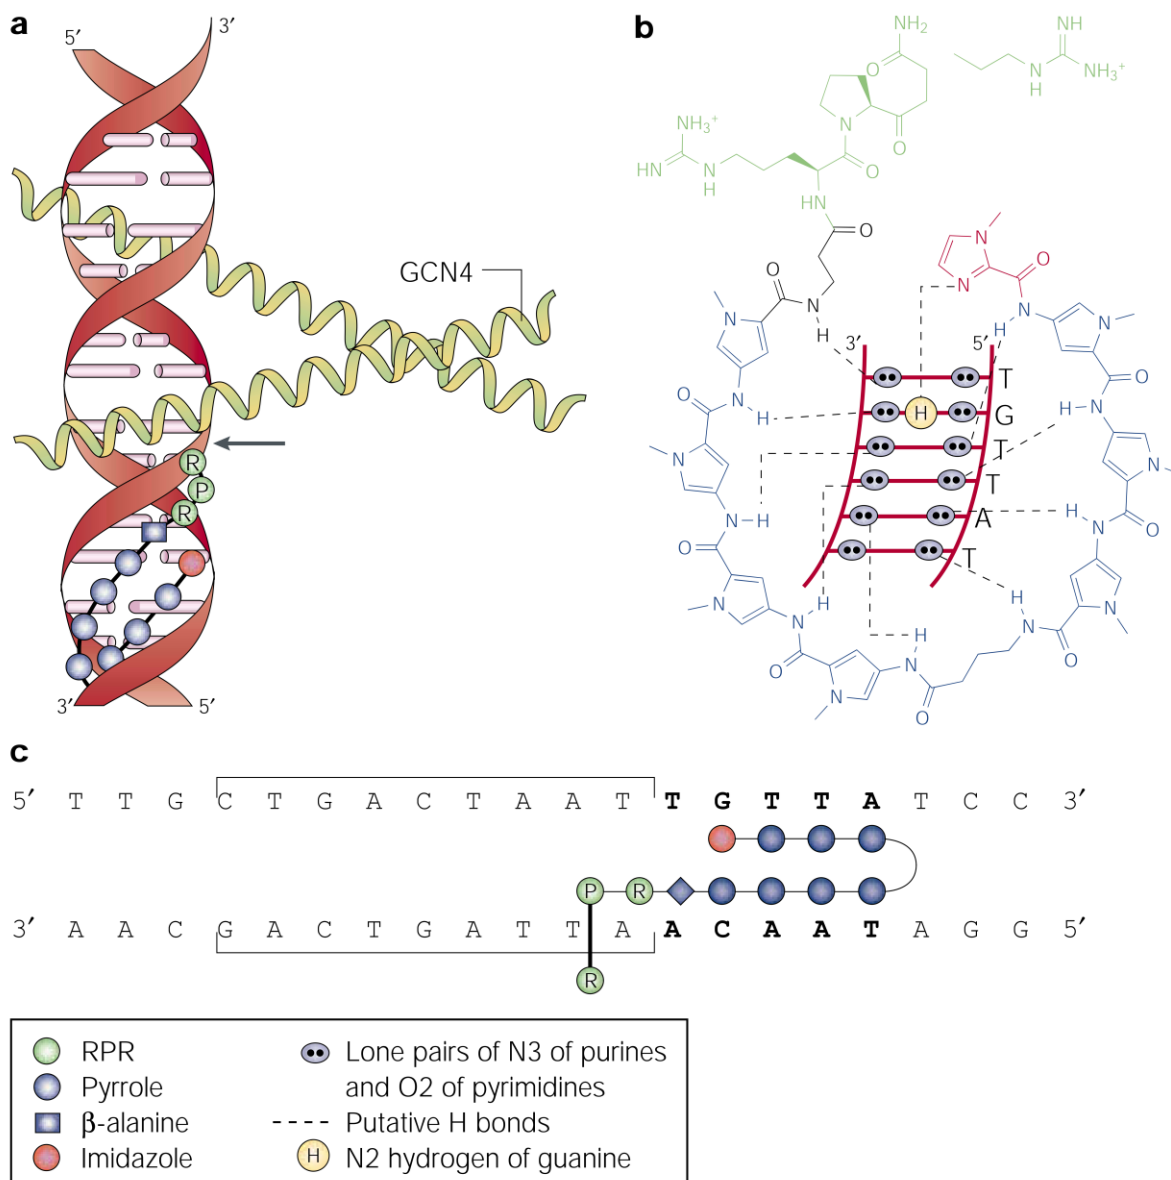 a
5′
3′
GCN4
R
P
R
3′
5′
b
NH₂
O
NH
N
H
NH₃⁺
NH₃⁺
HN
N
H
N
O
O
HN
O
N
N
O
O
N
H
N
H
N
3′
5′
T
H
G
T
T
A
T
N
H
O
N
H
N
O
N
H
N
O
N
H
N
O
N
H
O
N
N
H
O
N
H
N
O
N
H
N
O
N
H
N
O
c
5′ T T G C T G A C T A A T T G T T A T C C 3′
P R
3′ A A C G A C T G A T T A A C A A T A G G 5′
R
RPR
Pyrrole
β-alanine
Imidazole
Lone pairs of N3 of purines
and O2 of pyrimidines
Putative H bonds
H N2 hydrogen of guanine